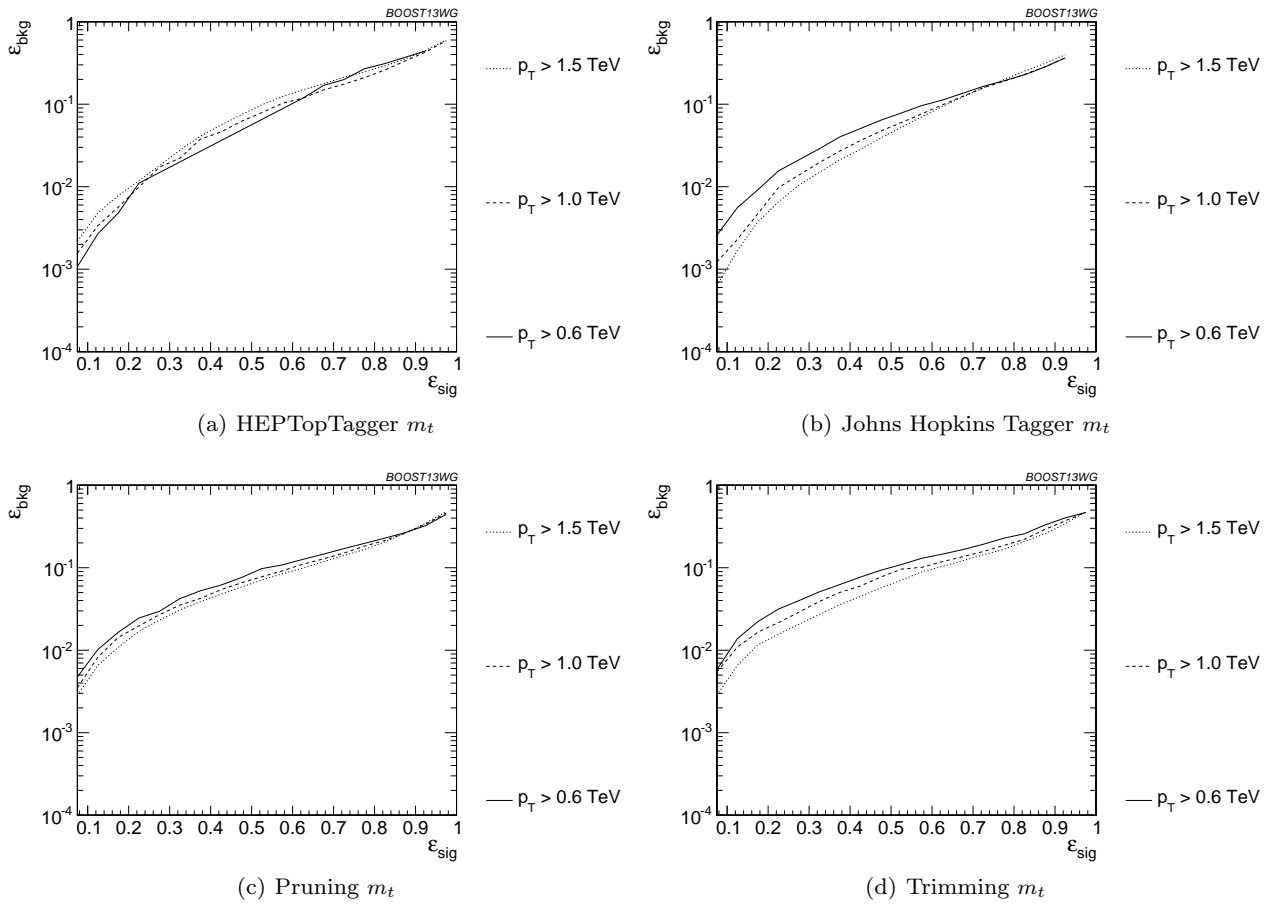 BOOST13WG
ε_bkg
1
10^-1
10^-2
10^-3
10^-4
0.1 0.2 0.3 0.4 0.5 0.6 0.7 0.8 0.9 1
ε_sig
p_T > 1.5 TeV
p_T > 1.0 TeV
p_T > 0.6 TeV
(a) HEPTopTagger m_t
BOOST13WG
ε_bkg
1
10^-1
10^-2
10^-3
10^-4
0.1 0.2 0.3 0.4 0.5 0.6 0.7 0.8 0.9 1
ε_sig
p_T > 1.5 TeV
p_T > 1.0 TeV
p_T > 0.6 TeV
(b) Johns Hopkins Tagger m_t
BOOST13WG
ε_bkg
1
10^-1
10^-2
10^-3
10^-4
0.1 0.2 0.3 0.4 0.5 0.6 0.7 0.8 0.9 1
ε_sig
p_T > 1.5 TeV
p_T > 1.0 TeV
p_T > 0.6 TeV
(c) Pruning m_t
BOOST13WG
ε_bkg
1
10^-1
10^-2
10^-3
10^-4
0.1 0.2 0.3 0.4 0.5 0.6 0.7 0.8 0.9 1
ε_sig
p_T > 1.5 TeV
p_T > 1.0 TeV
p_T > 0.6 TeV
(d) Trimming m_t